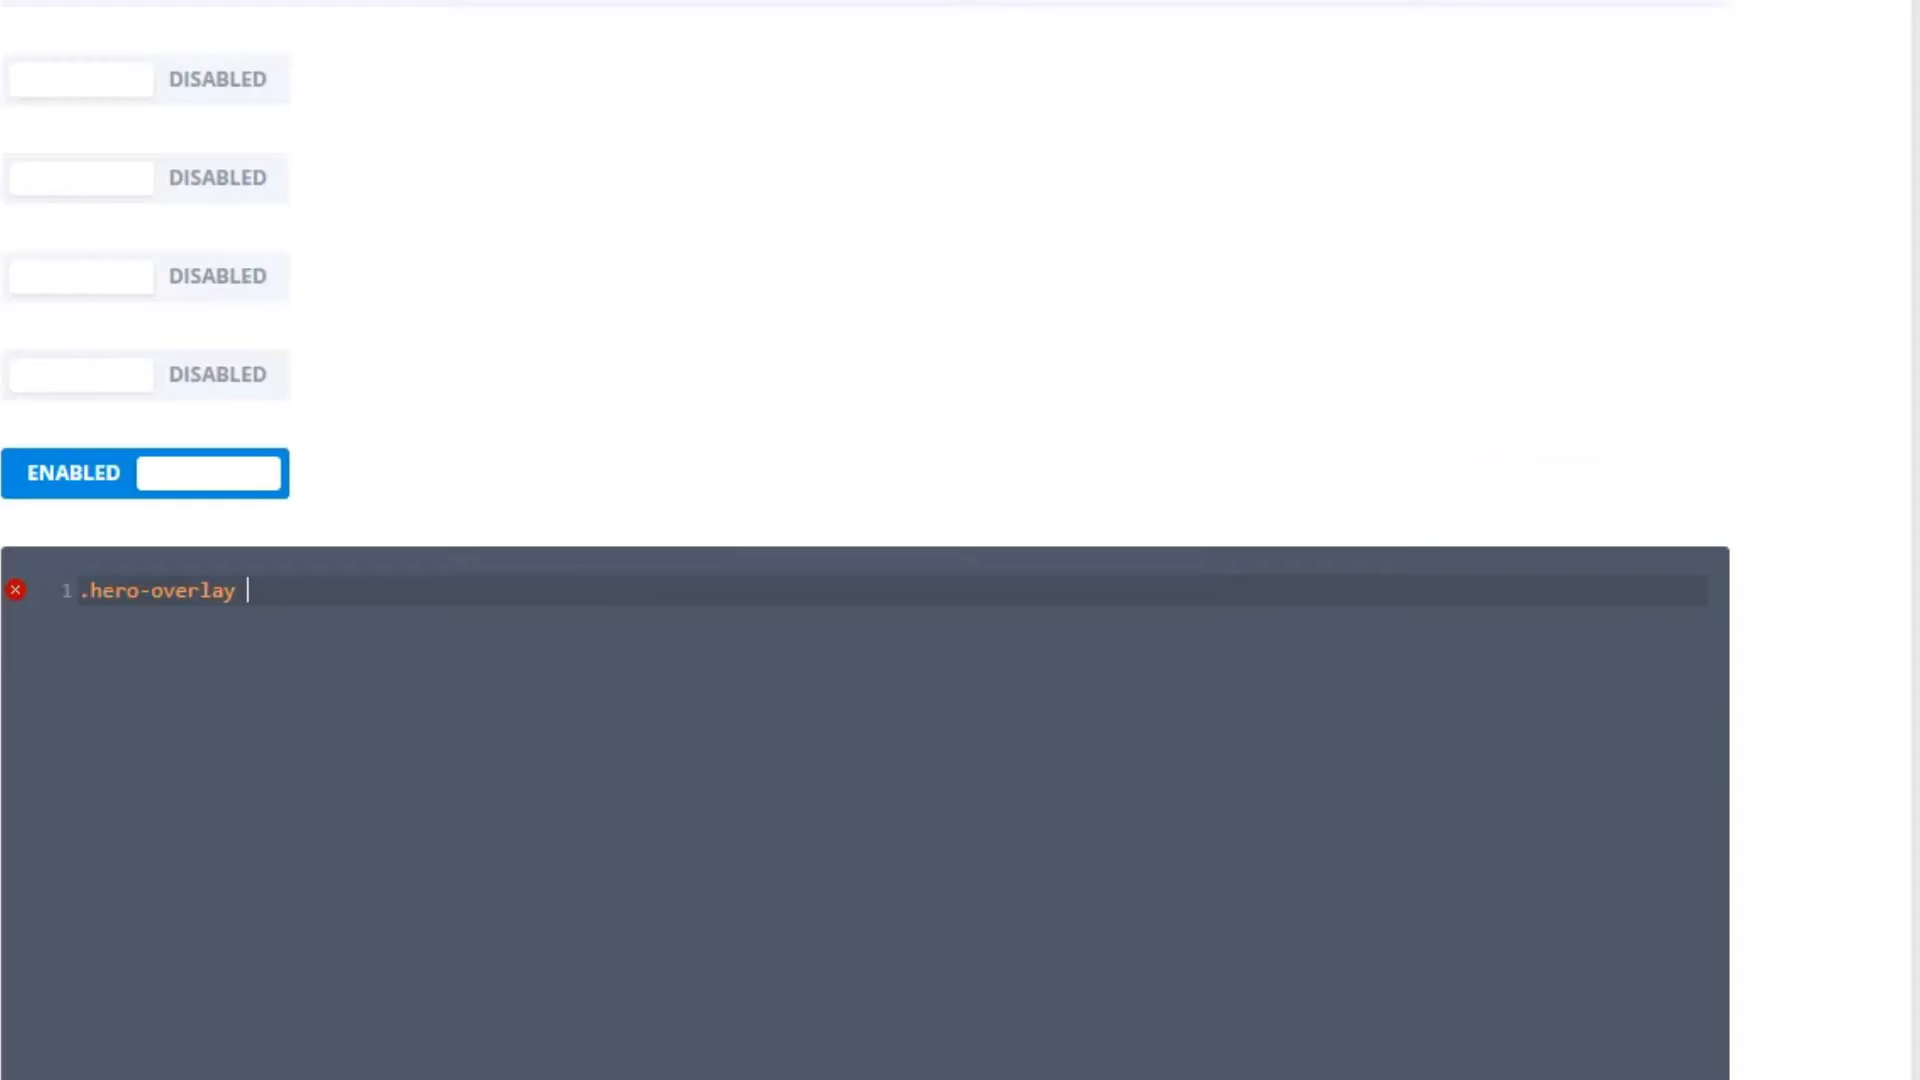 DISABLED
DISABLED
DISABLED
DISABLED
ENABLED
1 .hero-overlay